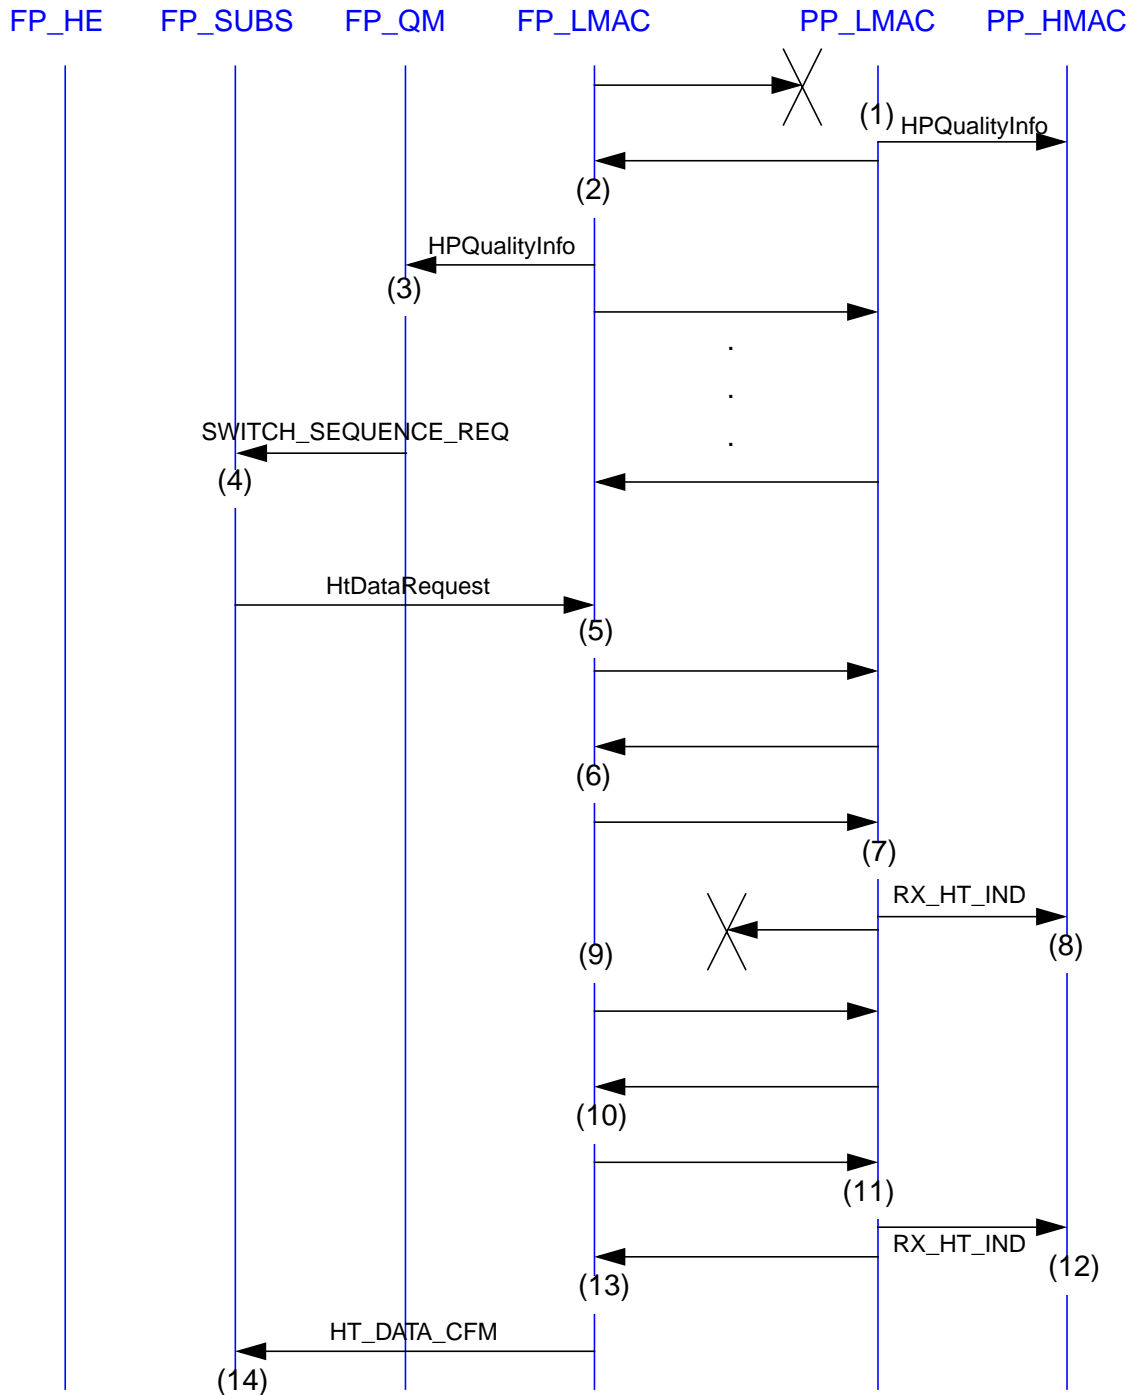 FP_HE FP_SUBS FP_QM FP_LMAC PP_LMAC PP_HMAC
(1)
HPQualityInfo
(2)
HPQualityInfo
(3)
.
.
SWITCH_SEQUENCE_REQ
.
(4)
HtDataRequest
(5)
(6)
(7)
RX_HT_IND
(8)
(9)
(10)
(11)
RX_HT_IND
(12)
(13)
HT_DATA_CFM
(14)